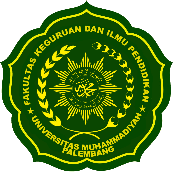 FAKULTAS KEGURUAN DAN ILMU PENDIDIKAN
UNIVERSITAS MUHAMMADIYAH
PALEMBANG